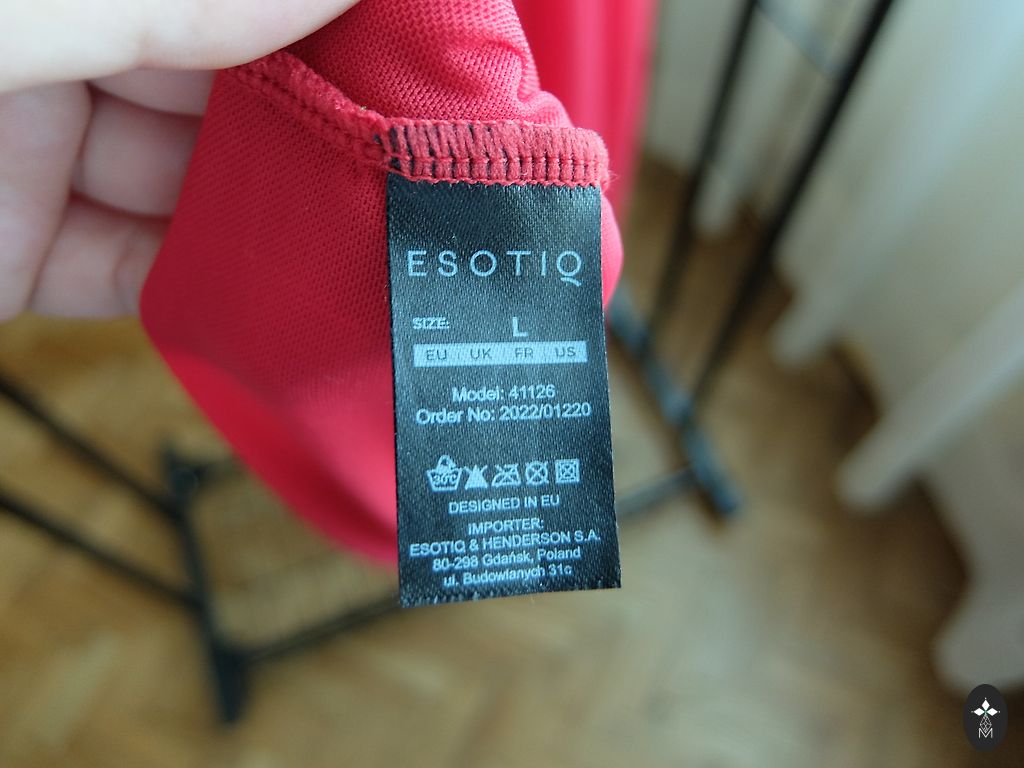 ESOTIQ
SIZE: L
EU UK FR US
Model: 41126
Order No: 2022/01220
30°C
DESIGNED IN EU
IMPORTER:
ESOTIQ & HENDERSON S.A.
80-298 Gdańsk, Poland
ul. Budowlanych 31c
M